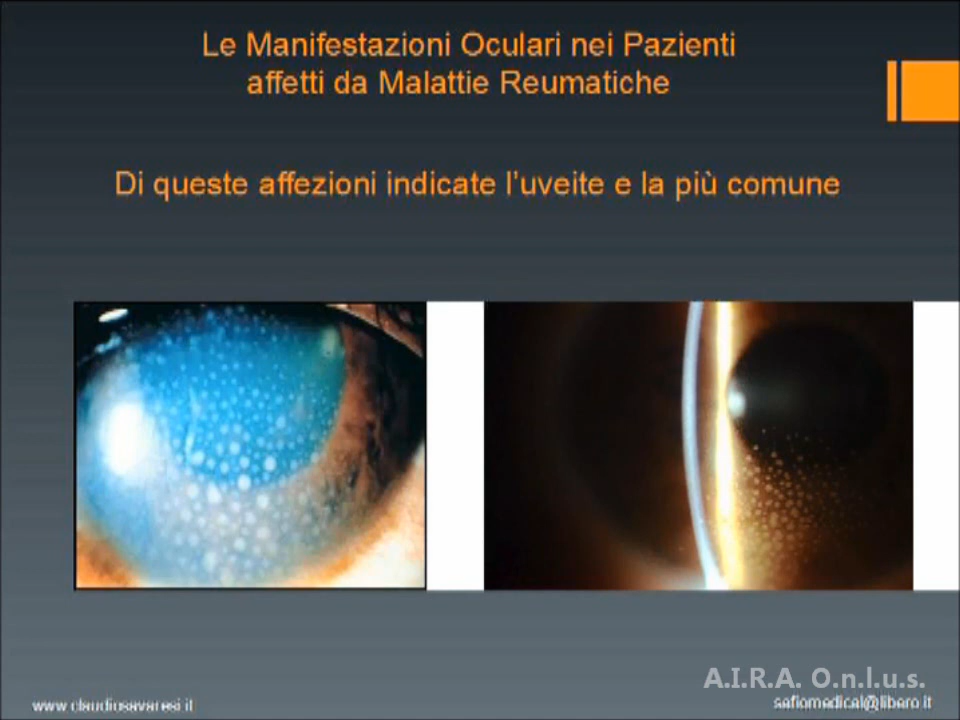 Le Manifestazioni Oculari nei Pazienti
affetti da Malattie Reumatiche
Di queste affezioni indicate l'uveite e la più comune
A.I.R.A. O.n.l.u.s.
www.claudiosavaresi.it
safiomedical@libero.it